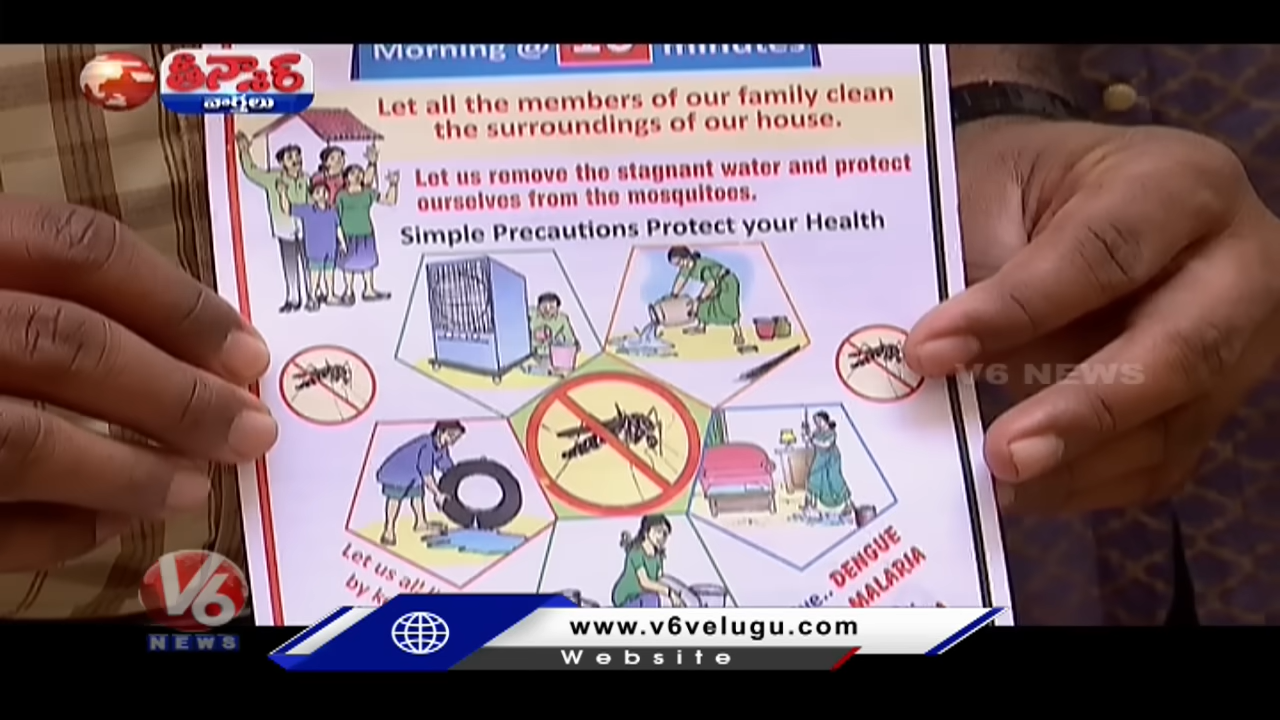 Morning @ 10 minutes
తీన్మార్
వార్తలు
Let all the members of our family clean
the surroundings of our house.
Let us remove the stagnant water and protect
ourselves from the mosquitoes.
Simple Precautions Protect your Health
V6 NEWS
Let us all
by
DENGUE
MALARIA
V6
NEWS
www.v6velugu.com
Website